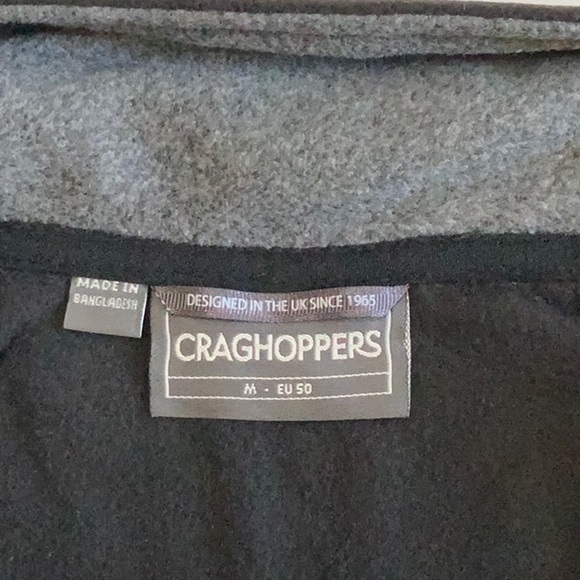 MADE IN
BANGLADESH
DESIGNED IN THE UK SINCE 1965
CRAGHOPPERS
M - EU 50